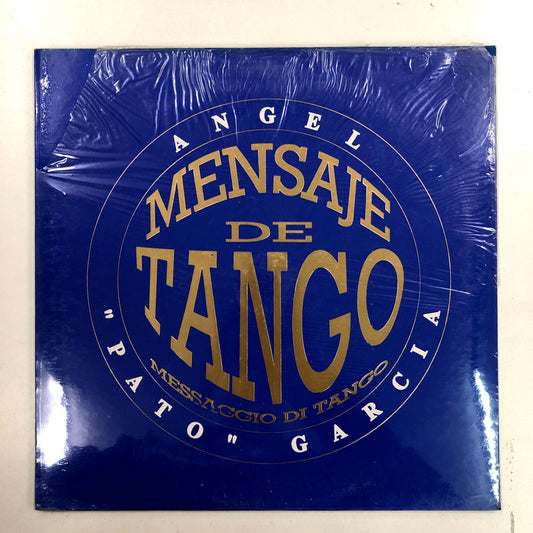 ANGEL
MENSAJE
DE
TANGO
MESSAGGIO DI TANGO
"PATO" GARCIA